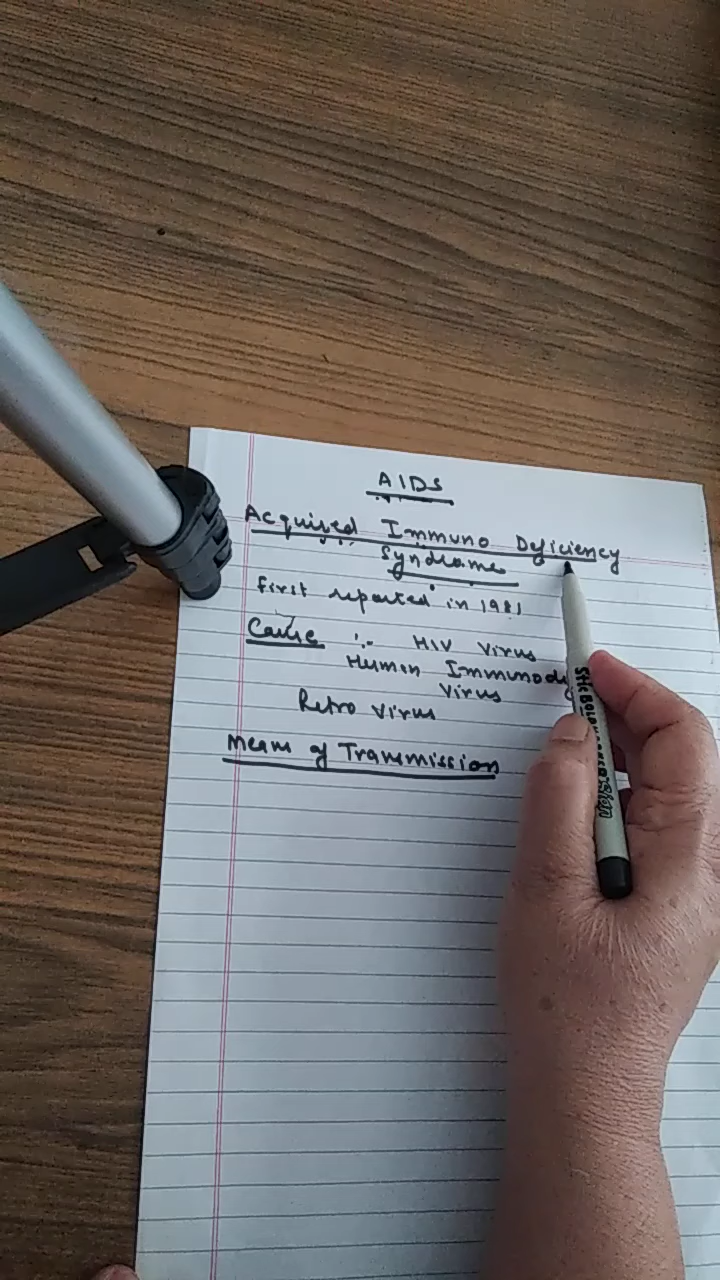 AIDS
Acquired Immuno Deficiency
Syndrome
first reported in 1981
Cause :- HIV Virus
Human Immunod
Virus
Retro Virus
Means of Transmission